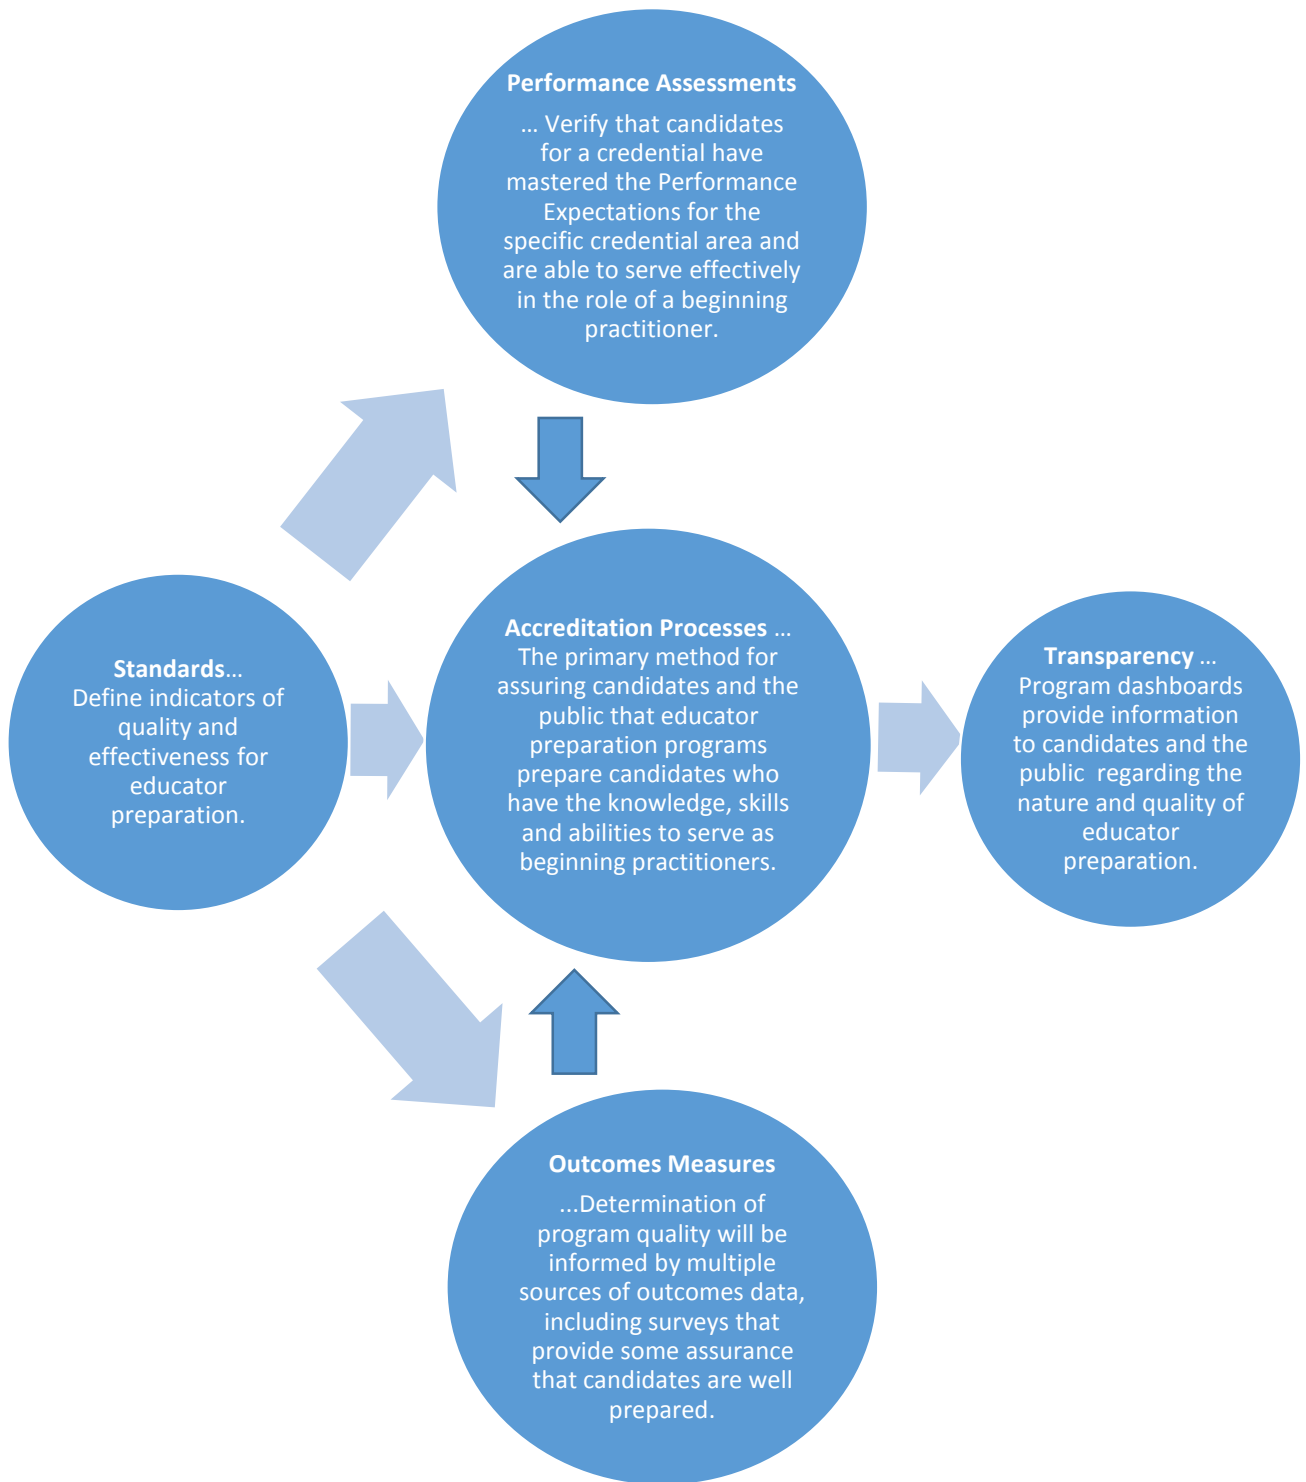 Performance Assessments
... Verify that candidates
for a credential have
mastered the Performance
Expectations for the
specific credential area and
are able to serve effectively
in the role of a beginning
practitioner.
Standards...
Define indicators of
quality and
effectiveness for
educator
preparation.
Accreditation Processes ...
The primary method for
assuring candidates and the
public that educator
preparation programs
prepare candidates who
have the knowledge, skills
and abilities to serve as
beginning practitioners.
Transparency ...
Program dashboards
provide information
to candidates and the
public regarding the
nature and quality of
educator
preparation.
Outcomes Measures
...Determination of
program quality will be
informed by multiple
sources of outcomes data,
including surveys that
provide some assurance
that candidates are well
prepared.